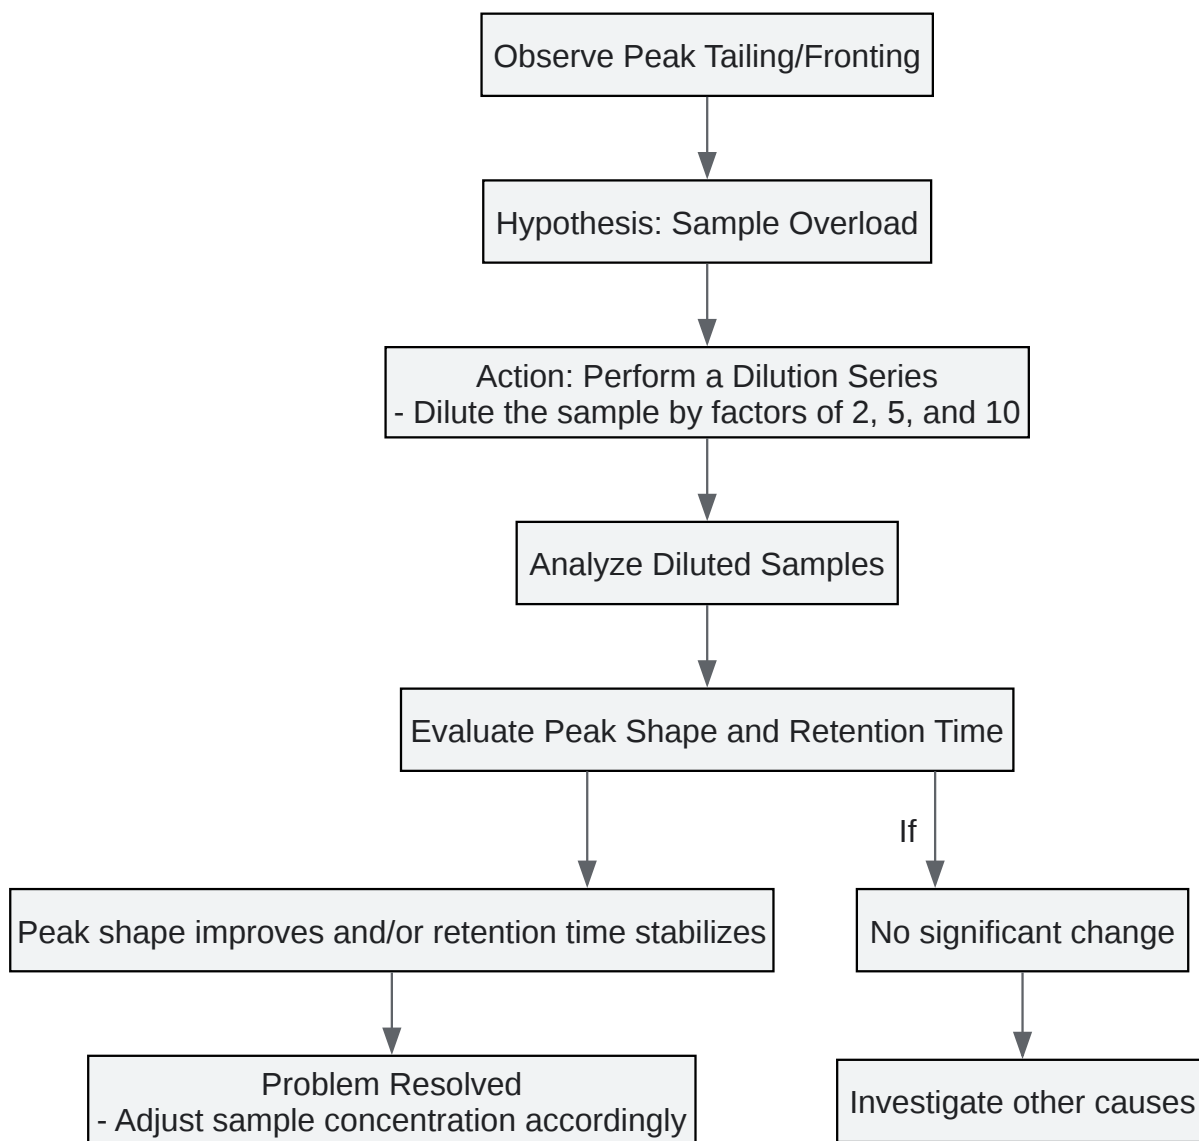 Observe Peak Tailing/Fronting
Hypothesis: Sample Overload
Action: Perform a Dilution Series
- Dilute the sample by factors of 2, 5, and 10
Analyze Diluted Samples
Evaluate Peak Shape and Retention Time
If
Peak shape improves and/or retention time stabilizes
No significant change
Problem Resolved
- Adjust sample concentration accordingly
Investigate other causes